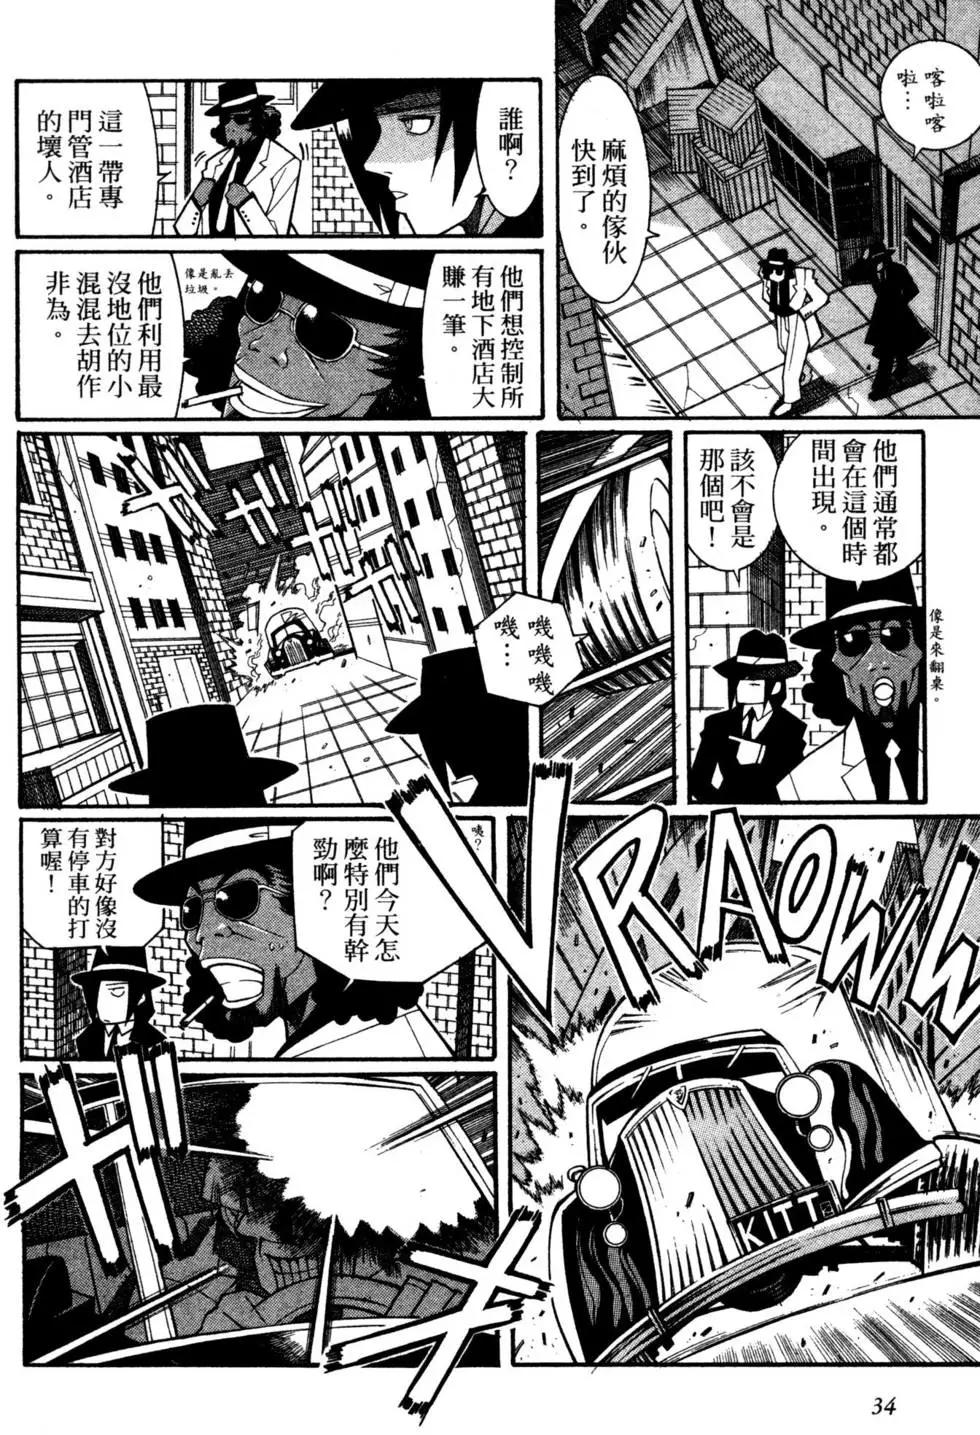 喀啦喀
啦…
麻煩的傢伙
快到了。
誰啊？
這一帶專
門管酒店
的壞人。
他們想控制所
有地下酒店大
賺一筆。
像是亂丟
垃圾。
他們利用最
沒地位的小
混混去胡作
非為。
他們通常都
會在這個時
間出現。
像是來翻桌。
該不會是
那個吧！
嘰嘰嘰
嘰…
VRAOWW
KITT
咦？
他們今天怎
麼特別有幹
勁啊？
對方好像沒
有停車的打
算喔！
34